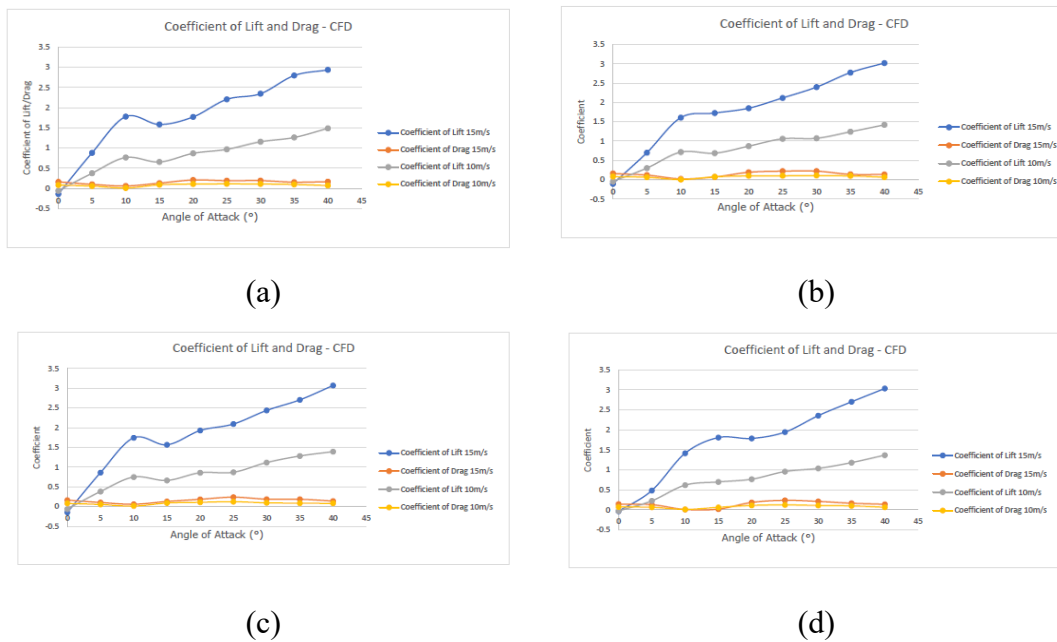 Coefficient of Lift and Drag - CFD
3.5
3
2.5
2
1.5
1
0.5
0
-0.5
Coefficient of Lift/Drag
0 5 10 15 20 25 30 35 40 45
Angle of Attack (°)
Coefficient of Lift 15m/s
Coefficient of Drag 15m/s
Coefficient of Lift 10m/s
Coefficient of Drag 10m/s
(a)
Coefficient of Lift and Drag - CFD
3.5
3
2.5
2
1.5
1
0.5
0
-0.5
Coefficient
0 5 10 15 20 25 30 35 40 45
Angle of Attack (°)
Coefficient of Lift 15m/s
Coefficient of Drag 15m/s
Coefficient of Lift 10m/s
Coefficient of Drag 10m/s
(b)
Coefficient of Lift and Drag - CFD
3.5
3
2.5
2
1.5
1
0.5
0
-0.5
Coefficient
0 5 10 15 20 25 30 35 40 45
Angle of Attack (°)
Coefficient of Lift 15m/s
Coefficient of Drag 15m/s
Coefficient of Lift 10m/s
Coefficient of Drag 10m/s
(c)
Coefficient of Lift and Drag - CFD
3.5
3
2.5
2
1.5
1
0.5
0
-0.5
Coefficient
0 5 10 15 20 25 30 35 40 45
Angle of Attack (°)
Coefficient of Lift 15m/s
Coefficient of Drag 15m/s
Coefficient of Lift 10m/s
Coefficient of Drag 10m/s
(d)